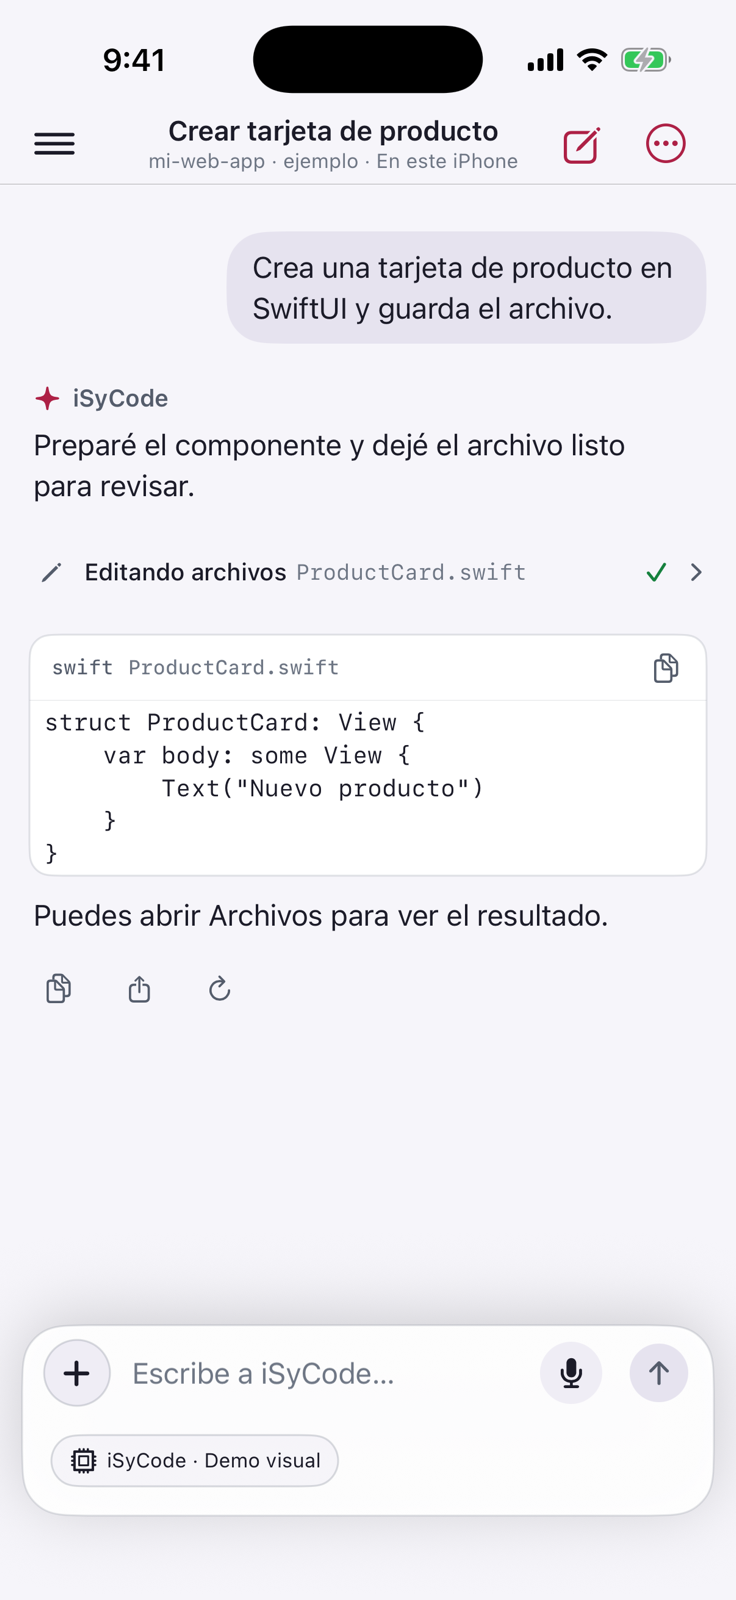 9:41
Crear tarjeta de producto
mi-web-app · ejemplo · En este iPhone
Crea una tarjeta de producto en
SwiftUI y guarda el archivo.
iSyCode
Preparé el componente y dejé el archivo listo
para revisar.
Editando archivos ProductCard.swift
swift ProductCard.swift
struct ProductCard: View {
    var body: some View {
        Text("Nuevo producto")
    }
}
Puedes abrir Archivos para ver el resultado.
Escribe a iSyCode...
iSyCode · Demo visual